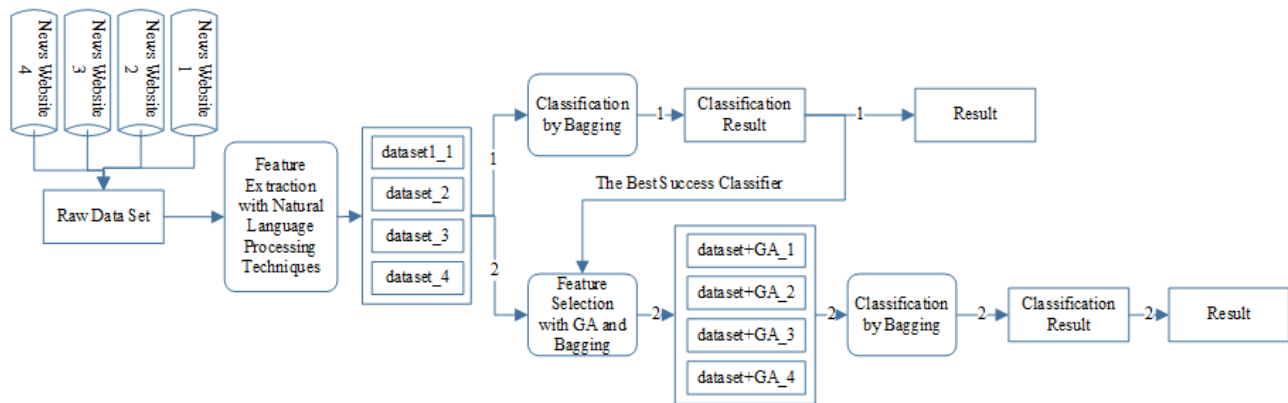 News Website
4
News Website
3
News Website
2
News Website
1
Raw Data Set
Feature
Extraction
with Natural
Language
Processing
Techniques
dataset1_1
dataset_2
dataset_3
dataset_4
1
2
Classification
by Bagging
1
Classification
Result
1
Result
The Best Success Classifier
Feature
Selection
with GA and
Bagging
2
dataset+GA_1
dataset+GA_2
dataset+GA_3
dataset+GA_4
2
Classification
by Bagging
2
Classification
Result
2
Result